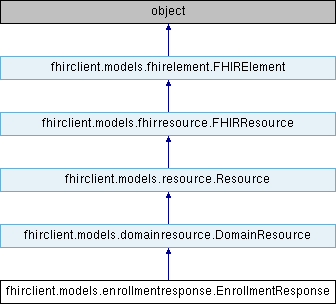 object
fhirclient.models.fhirelement.FHIRElement
fhirclient.models.fhirresource.FHIRResource
fhirclient.models.resource.Resource
fhirclient.models.domainresource.DomainResource
fhirclient.models.enrollmentresponse.EnrollmentResponse